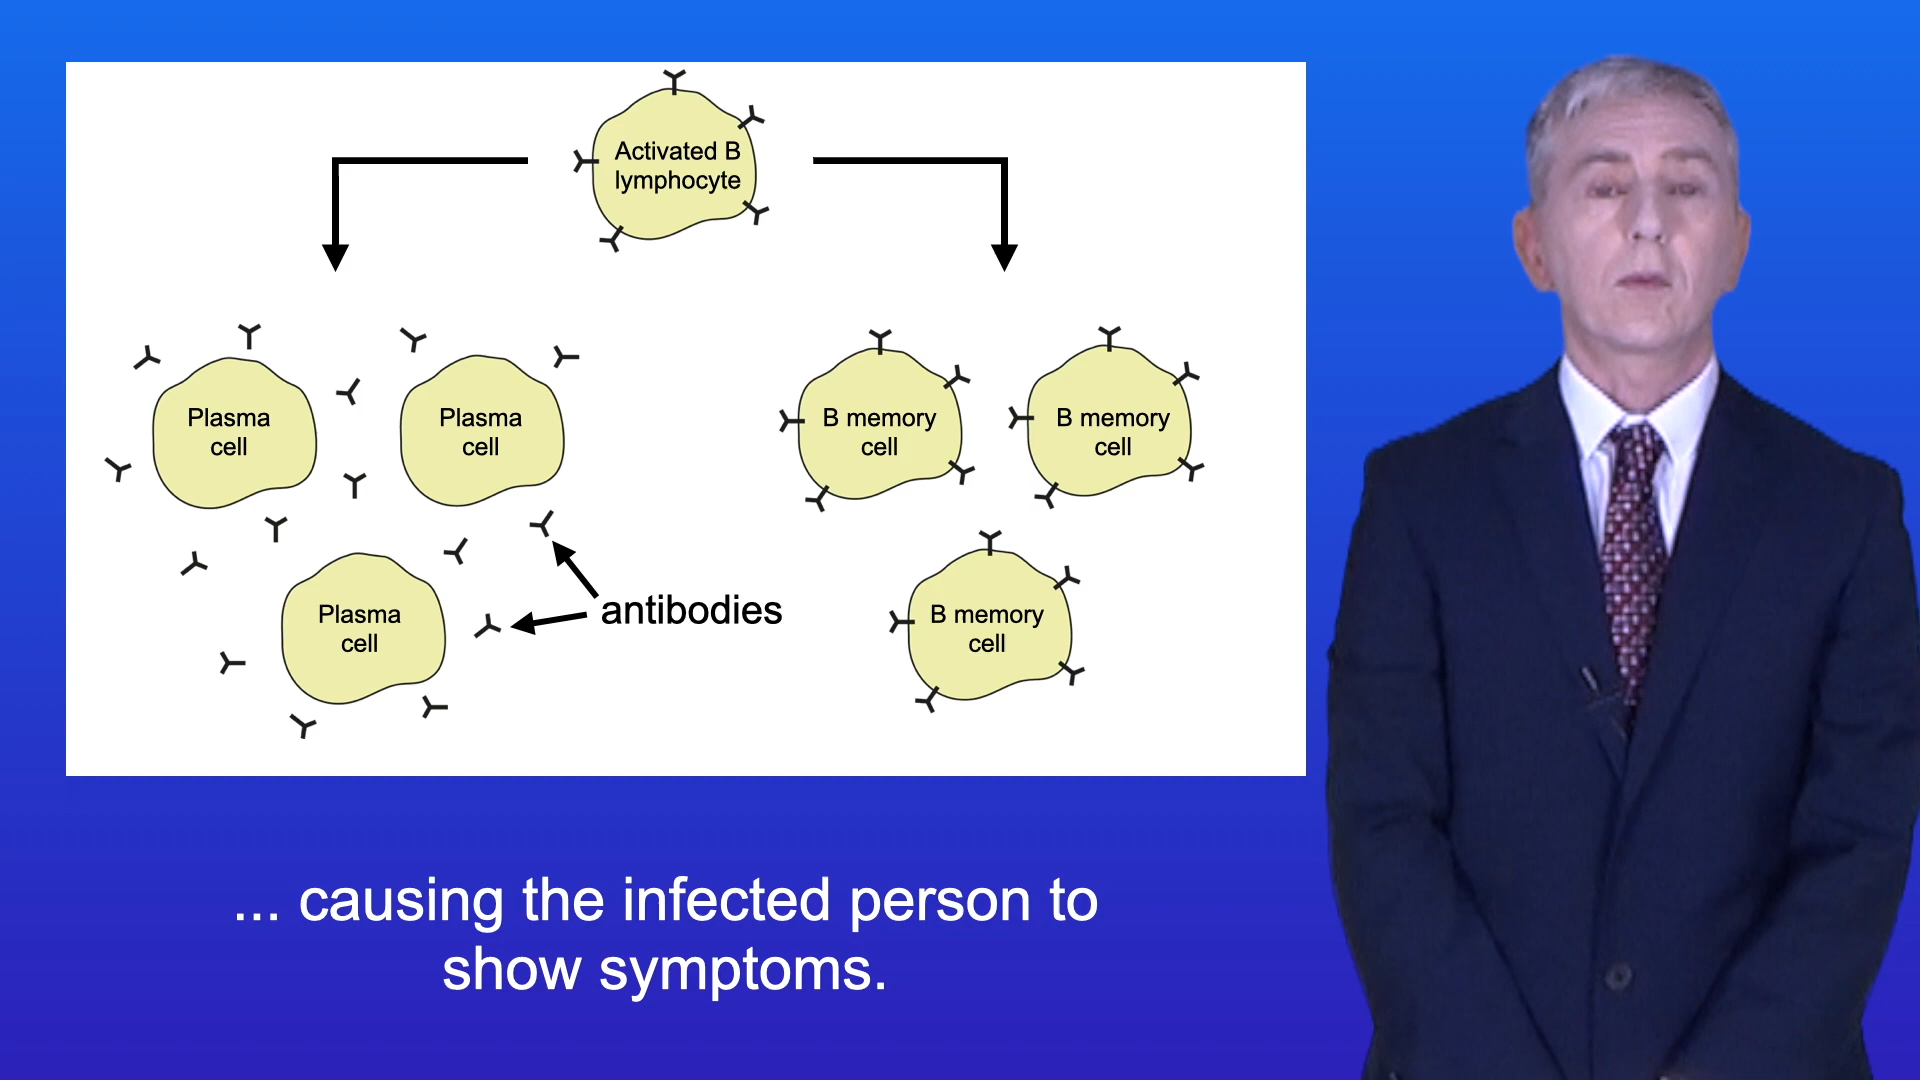 Activated B
lymphocyte
Plasma
cell
Plasma
cell
B memory
cell
B memory
cell
Plasma
cell
antibodies
B memory
cell
... causing the infected person to
show symptoms.